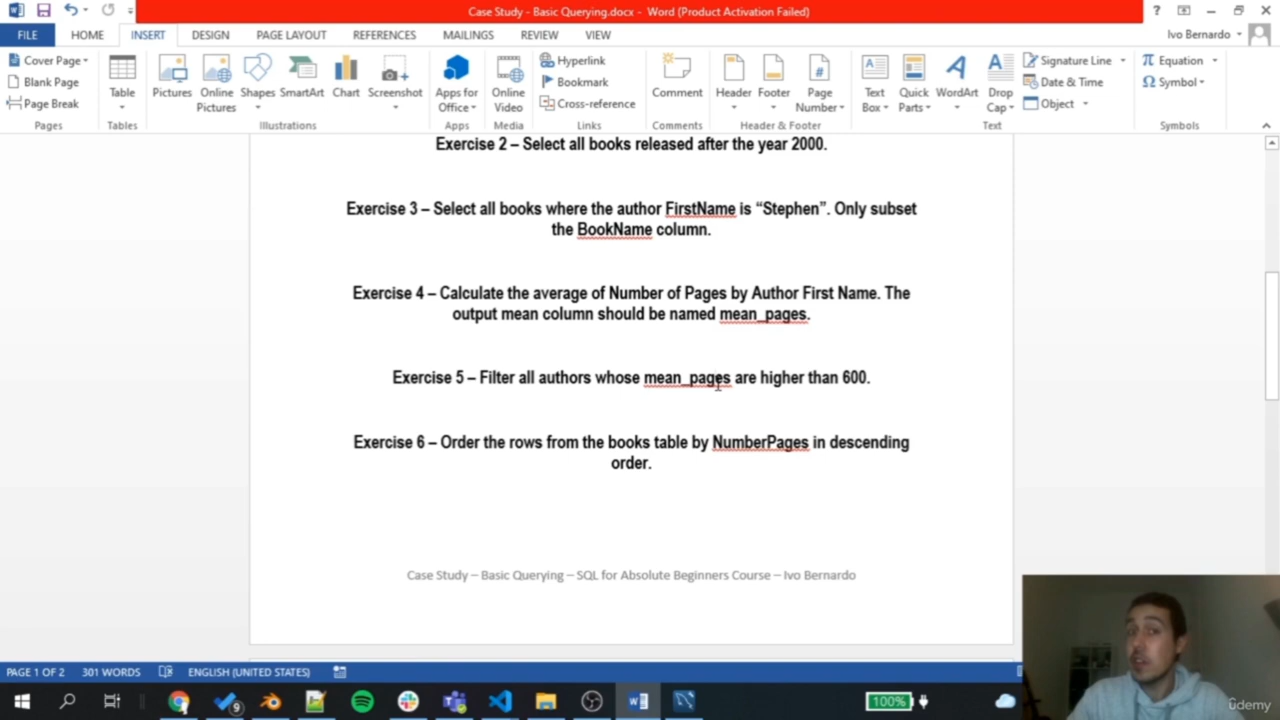 Case Study - Basic Querying.docx - Word (Product Activation Failed)
FILE HOME INSERT DESIGN PAGE LAYOUT REFERENCES MAILINGS REVIEW VIEW
Ivo Bernardo
Cover Page
Blank Page
Page Break
Pages
Table
Tables
Pictures
Online Pictures
Shapes
SmartArt
Chart
Screenshot
Illustrations
Apps for Office
Apps
Online Video
Media
Hyperlink
Bookmark
Cross-reference
Links
Comment
Comments
Header
Footer
Page Number
Header & Footer
Text Box
Quick Parts
WordArt
Drop Cap
Signature Line
Date & Time
Object
Text
Equation
Symbol
Symbols
Exercise 2 – Select all books released after the year 2000.
Exercise 3 – Select all books where the author FirstName is “Stephen”. Only subset
the BookName column.
Exercise 4 – Calculate the average of Number of Pages by Author First Name. The
output mean column should be named mean_pages.
Exercise 5 – Filter all authors whose mean_pages are higher than 600.
Exercise 6 – Order the rows from the books table by NumberPages in descending
order.
Case Study – Basic Querying – SQL for Absolute Beginners Course – Ivo Bernardo
PAGE 1 OF 2 301 WORDS ENGLISH (UNITED STATES)
9
100%
ûdemy